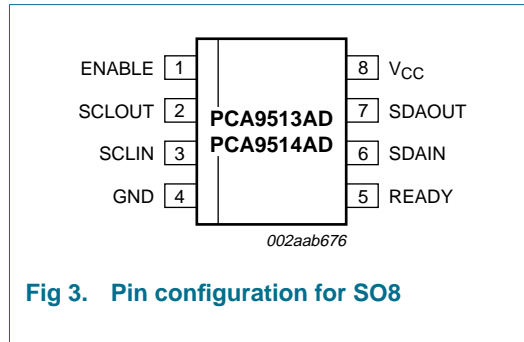 ENABLE 1 8 VCC
SCLOUT 2 PCA9513AD 7 SDAOUT
SCLIN 3 PCA9514AD 6 SDAIN
GND 4 5 READY
002aab676
Fig 3. Pin configuration for SO8